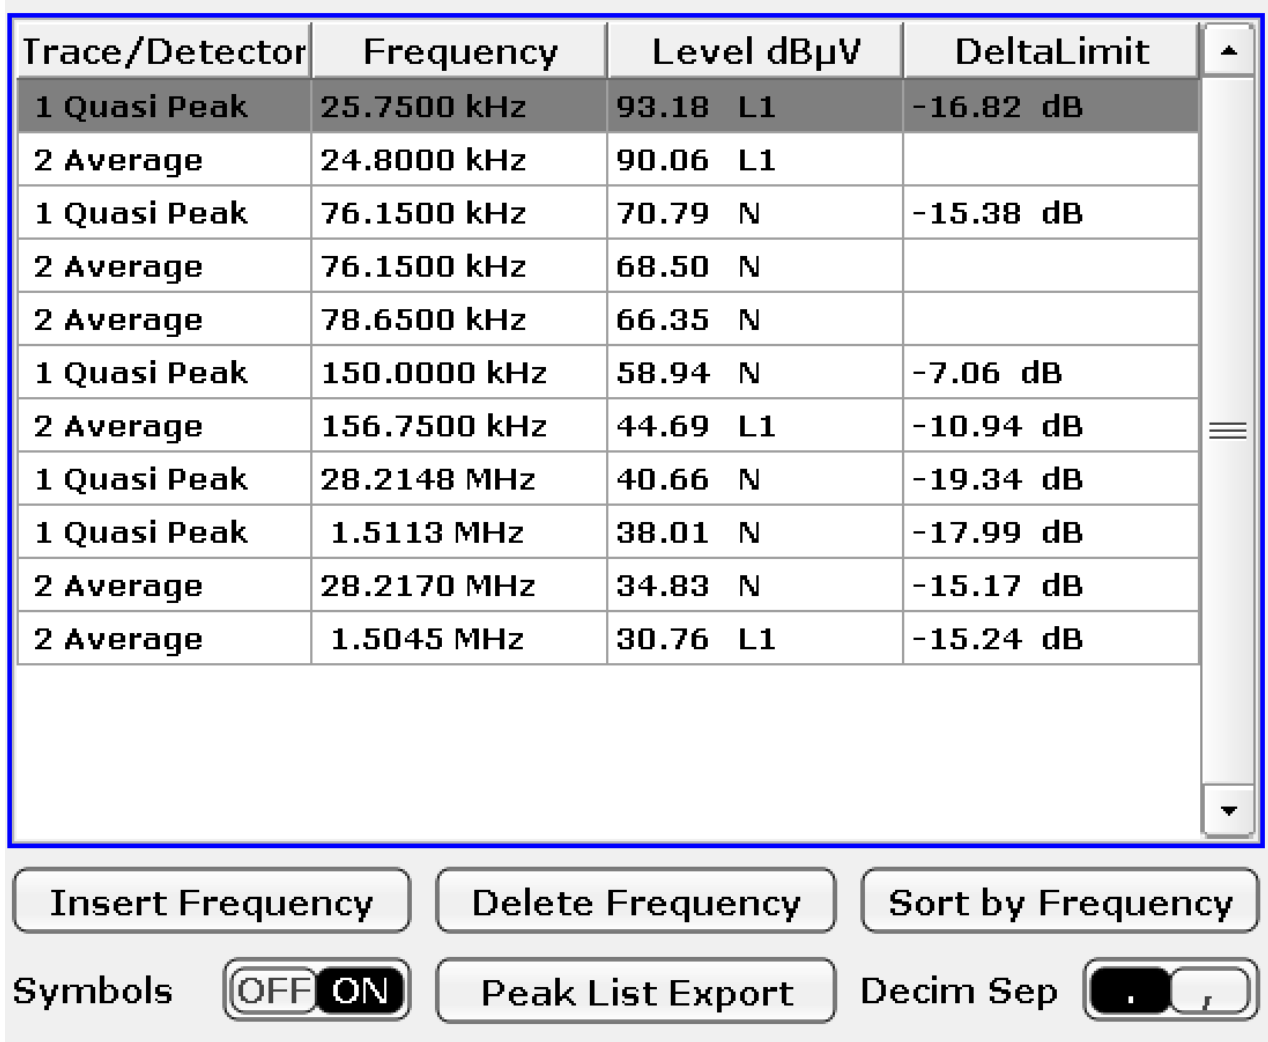 Trace/Detector Frequency Level dBµV DeltaLimit
1 Quasi Peak 25.7500 kHz 93.18 L1 -16.82 dB
2 Average 24.8000 kHz 90.06 L1
1 Quasi Peak 76.1500 kHz 70.79 N -15.38 dB
2 Average 76.1500 kHz 68.50 N
2 Average 78.6500 kHz 66.35 N
1 Quasi Peak 150.0000 kHz 58.94 N -7.06 dB
2 Average 156.7500 kHz 44.69 L1 -10.94 dB
1 Quasi Peak 28.2148 MHz 40.66 N -19.34 dB
1 Quasi Peak 1.5113 MHz 38.01 N -17.99 dB
2 Average 28.2170 MHz 34.83 N -15.17 dB
2 Average 1.5045 MHz 30.76 L1 -15.24 dB
Insert Frequency Delete Frequency Sort by Frequency
Symbols OFF ON Peak List Export Decim Sep . ,